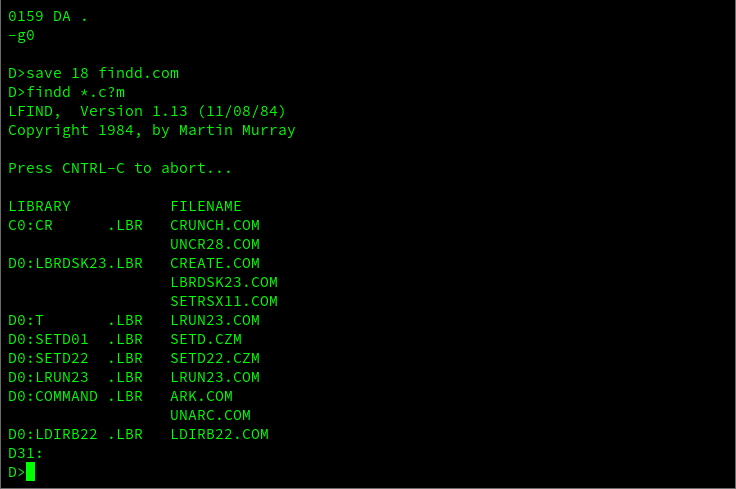 0159 DA .
-g0
D>save 18 findd.com
D>findd *.c?m
LFIND,  Version 1.13 (11/08/84)
Copyright 1984, by Martin Murray
Press CNTRL-C to abort...
LIBRARY           FILENAME
C0:CR      .LBR   CRUNCH.COM
                  UNCR28.COM
D0:LBRDSK23.LBR   CREATE.COM
                  LBRDSK23.COM
                  SETRSX11.COM
D0:T       .LBR   LRUN23.COM
D0:SETD01  .LBR   SETD.CZM
D0:SETD22  .LBR   SETD22.CZM
D0:LRUN23  .LBR   LRUN23.COM
D0:COMMAND .LBR   ARK.COM
                  UNARC.COM
D0:LDIRB22 .LBR   LDIRB22.COM
D31:
D>